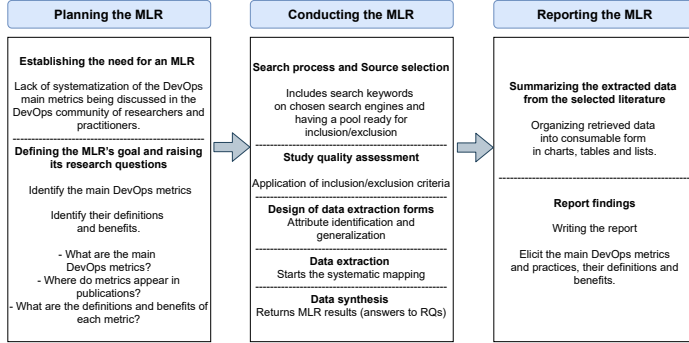 Planning the MLR
Establishing the need for an MLR
Lack of systematization of the DevOps
main metrics being discussed in the
DevOps community of researchers and
practitioners.
Defining the MLR's goal and raising
its research questions
Identify the main DevOps metrics
Identify their definitions
and benefits.
- What are the main
DevOps metrics?
- Where do metrics appear in
publications?
- What are the definitions and benefits of
each metric?
Conducting the MLR
Search process and Source selection
Includes search keywords
on chosen search engines and
having a pool ready for
inclusion/exclusion
Study quality assessment
Application of inclusion/exclusion criteria
Design of data extraction forms
Attribute identification and
generalization
Data extraction
Starts the systematic mapping
Data synthesis
Returns MLR results (answers to RQs)
Reporting the MLR
Summarizing the extracted data
from the selected literature
Organizing retrieved data
into consumable form
in charts, tables and lists.
Report findings
Writing the report
Elicit the main DevOps metrics
and practices, their definitions and
benefits.